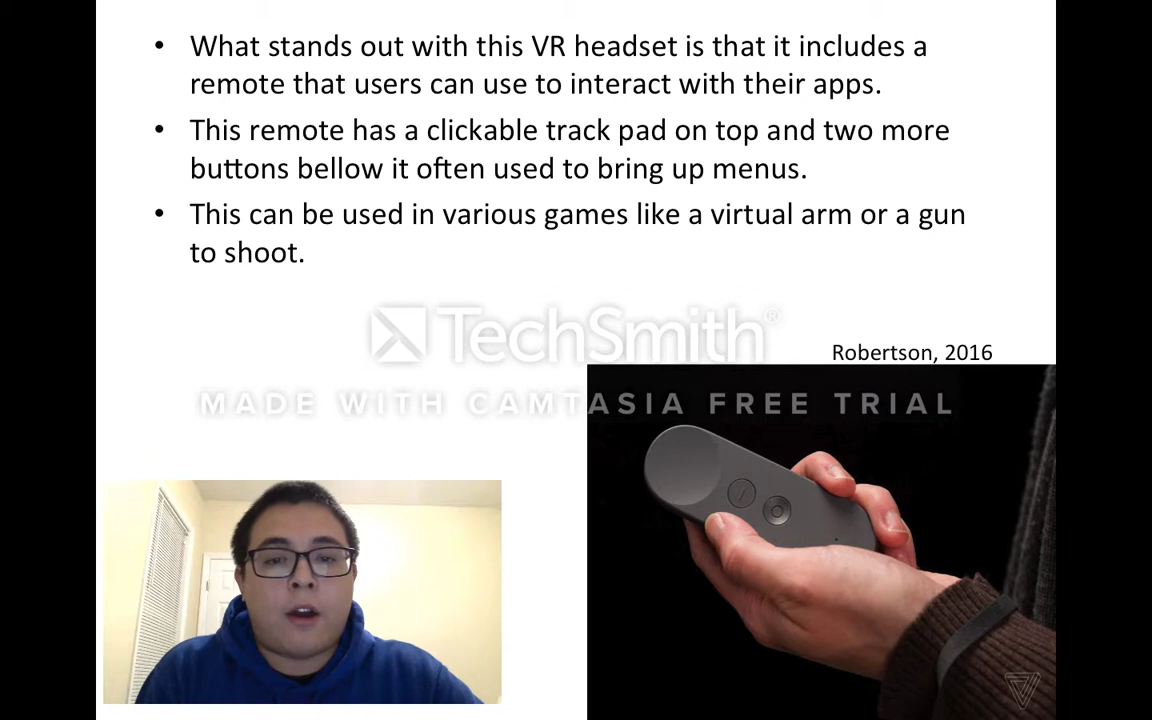 • What stands out with this VR headset is that it includes a
remote that users can use to interact with their apps.
• This remote has a clickable track pad on top and two more
buttons bellow it often used to bring up menus.
• This can be used in various games like a virtual arm or a gun
to shoot.
TechSmith®
Robertson, 2016
MADE WITH CAMTASIA FREE TRIAL